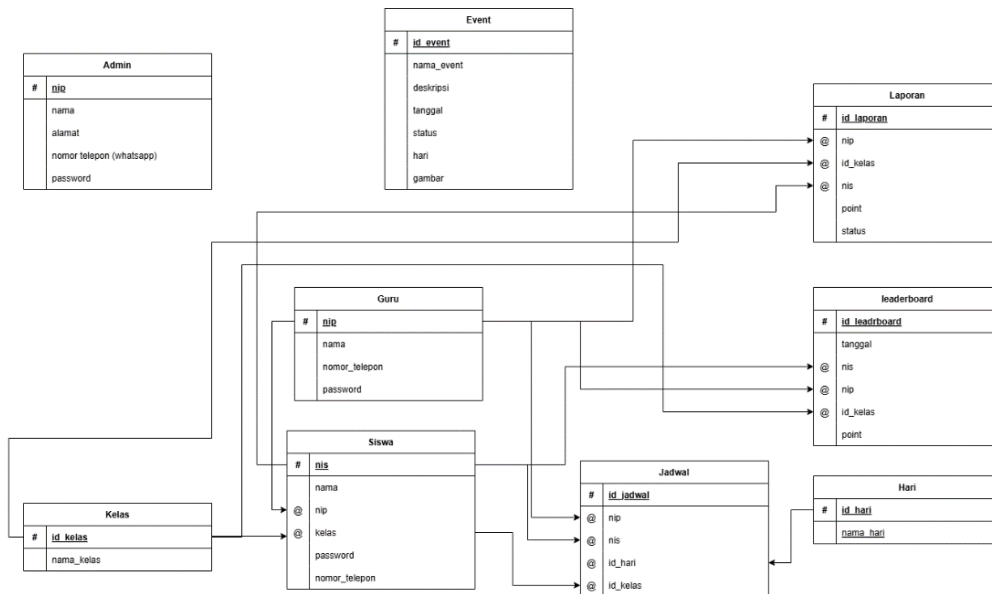 Event
# id_event
nama_event
deskripsi
tanggal
status
hari
gambar
Admin
# nip
nama
alamat
nomor telepon (whatsapp)
password
Laporan
# id_laporan
@ nip
@ id_kelas
@ nis
point
status
Guru
# nip
nama
nomor_telepon
password
leaderboard
# id_leadrboard
tanggal
@ nis
@ nip
@ id_kelas
point
Siswa
# nis
nama
@ nip
@ kelas
password
nomor_telepon
Kelas
# id_kelas
nama_kelas
Jadwal
# id_jadwal
@ nip
@ nis
@ id_hari
@ id_kelas
Hari
# id_hari
nama_hari